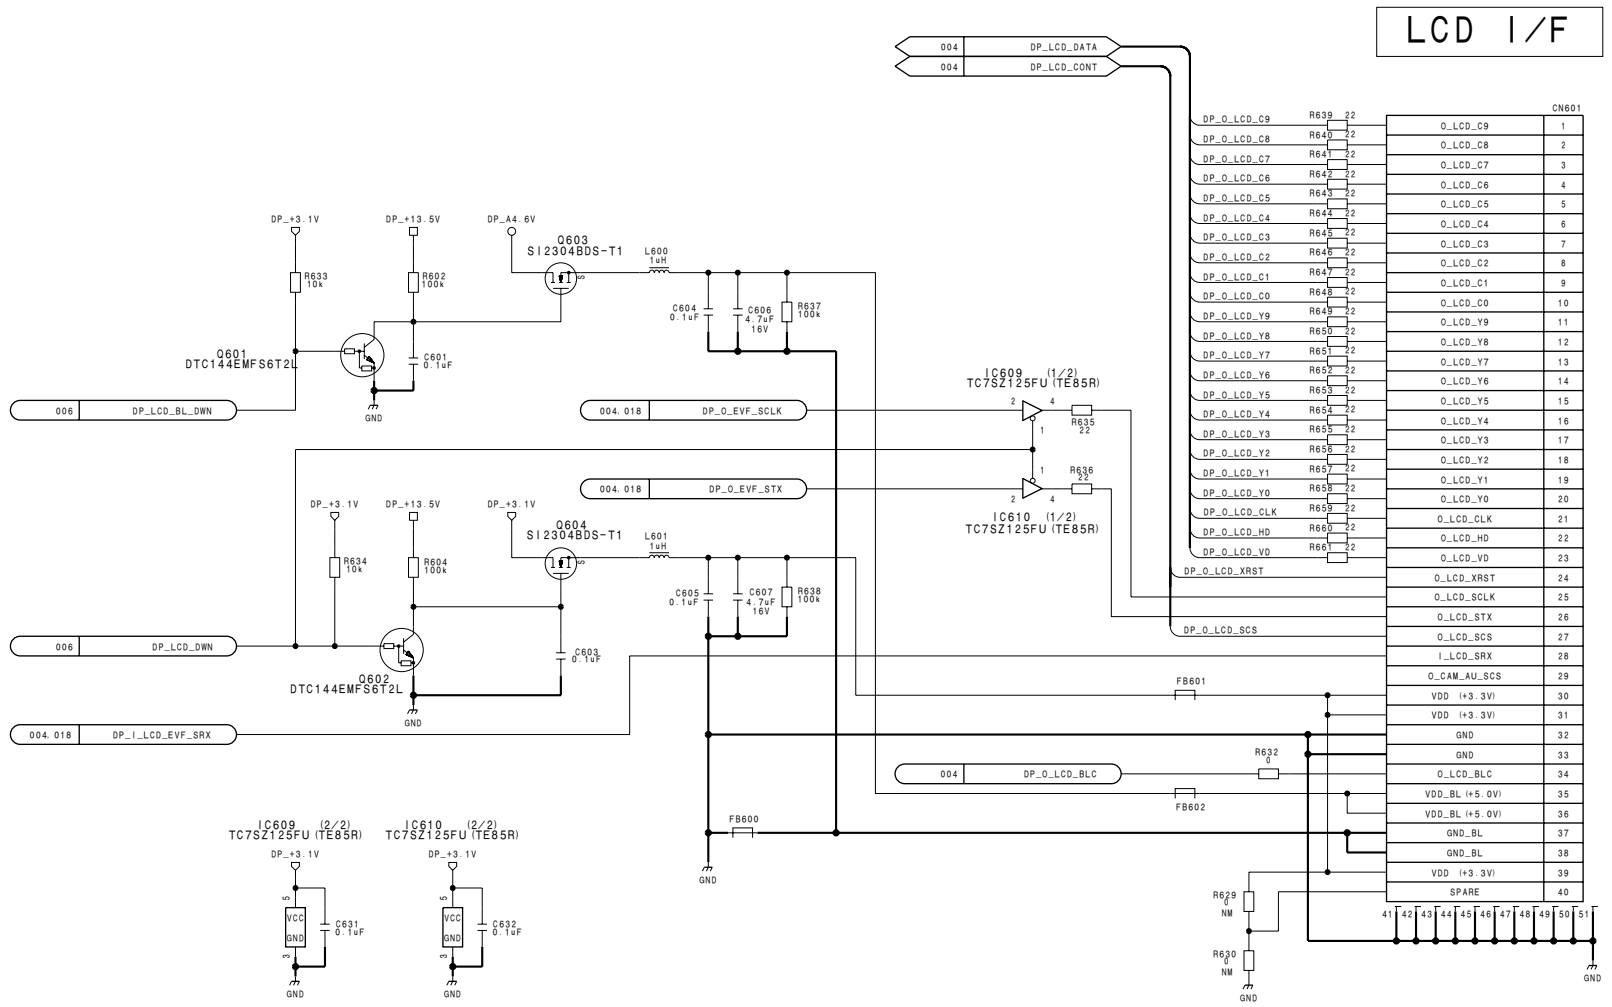 LCD I/F
004 DP_LCD_DATA
004 DP_LCD_CONT
CN601
DP_O_LCD_C9 R639 22 O_LCD_C9 1
DP_O_LCD_C8 R640 22 O_LCD_C8 2
DP_O_LCD_C7 R641 22 O_LCD_C7 3
DP_O_LCD_C6 R642 22 O_LCD_C6 4
DP_O_LCD_C5 R643 22 O_LCD_C5 5
DP_O_LCD_C4 R644 22 O_LCD_C4 6
DP_O_LCD_C3 R645 22 O_LCD_C3 7
DP_O_LCD_C2 R646 22 O_LCD_C2 8
DP_O_LCD_C1 R647 22 O_LCD_C1 9
DP_O_LCD_C0 R648 22 O_LCD_C0 10
DP_O_LCD_Y9 R649 22 O_LCD_Y9 11
DP_O_LCD_Y8 R650 22 O_LCD_Y8 12
DP_O_LCD_Y7 R651 22 O_LCD_Y7 13
DP_O_LCD_Y6 R652 22 O_LCD_Y6 14
DP_O_LCD_Y5 R653 22 O_LCD_Y5 15
DP_O_LCD_Y4 R654 22 O_LCD_Y4 16
DP_O_LCD_Y3 R655 22 O_LCD_Y3 17
DP_O_LCD_Y2 R656 22 O_LCD_Y2 18
DP_O_LCD_Y1 R657 22 O_LCD_Y1 19
DP_O_LCD_Y0 R658 22 O_LCD_Y0 20
DP_O_LCD_CLK R659 22 O_LCD_CLK 21
DP_O_LCD_HD R660 22 O_LCD_HD 22
DP_O_LCD_VD R661 22 O_LCD_VD 23
DP_O_LCD_XRST O_LCD_XRST 24
O_LCD_SCLK 25
O_LCD_STX 26
DP_O_LCD_SCS O_LCD_SCS 27
I_LCD_SRX 28
O_CAM_AU_SCS 29
VDD (+3.3V) 30
VDD (+3.3V) 31
GND 32
GND 33
O_LCD_BLC 34
VDD_BL (+5.0V) 35
VDD_BL (+5.0V) 36
GND_BL 37
GND_BL 38
VDD (+3.3V) 39
SPARE 40
41 42 43 44 45 46 47 48 49 50 51
GND
DP_+3.1V DP_+13.5V DP_A4.6V
Q603
SI2304BDS-T1
L600
1uH
R633
10k
R602
100k
C604
0.1uF
C606
4.7uF
16V
R637
100k
Q601
DTC144EMFS6T2L
C601
0.1uF
GND
006 DP_LCD_BL_DWN
S
IC609 (1/2)
TC7SZ125FU(TE85R)
004.018 DP_O_EVF_SCLK
2 4
1
R635
22
004.018 DP_O_EVF_STX
1
2 4
R636
22
IC610 (1/2)
TC7SZ125FU(TE85R)
DP_+3.1V DP_+13.5V DP_+3.1V
Q604
SI2304BDS-T1
L601
1uH
S
R634
10k
R604
100k
C605
0.1uF
C607
4.7uF
16V
R638
100k
006 DP_LCD_DWN
Q602
DTC144EMFS6T2L
C603
0.1uF
GND
004.018 DP_I_LCD_EVF_SRX
FB601
004 DP_O_LCD_BLC
R632
0
FB602
FB600
GND
IC609 (2/2)
TC7SZ125FU(TE85R)
DP_+3.1V
5
VCC
GND
3
C631
0.1uF
GND
IC610 (2/2)
TC7SZ125FU(TE85R)
DP_+3.1V
5
VCC
GND
3
C632
0.1uF
GND
R629
0
NM
R630
0
NM
GND